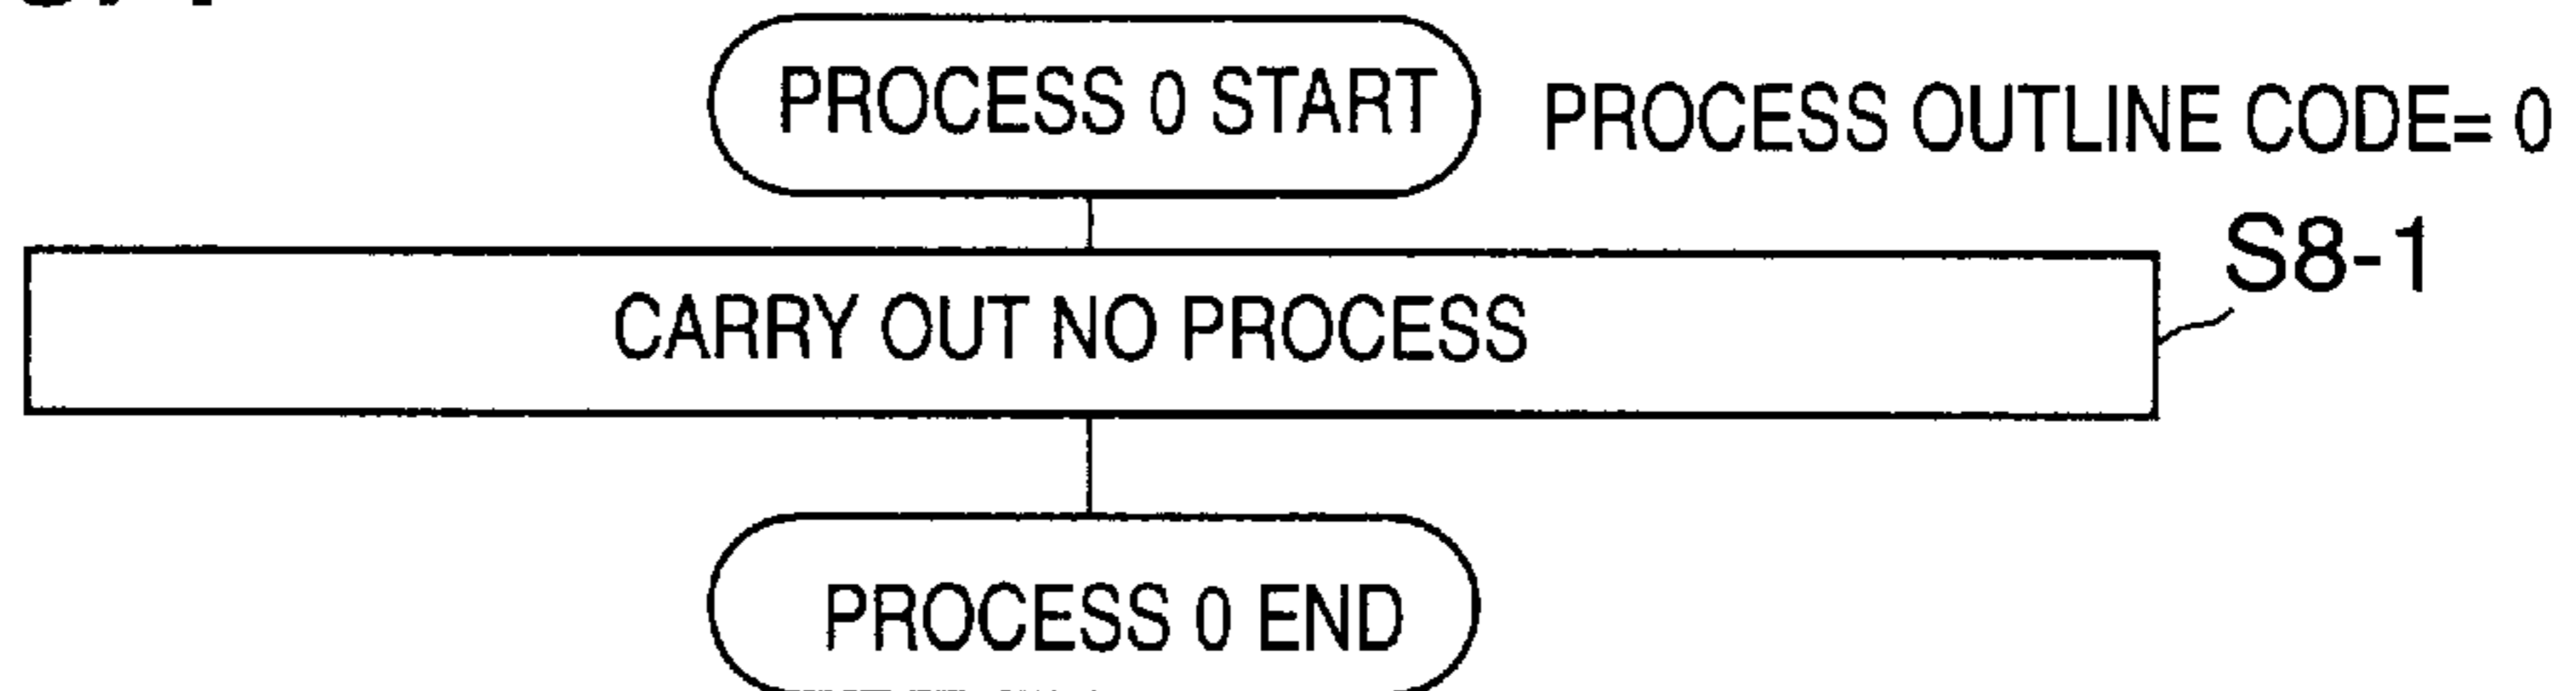 PROCESS 0 START
PROCESS OUTLINE CODE= 0
S8-1
CARRY OUT NO PROCESS
PROCESS 0 END